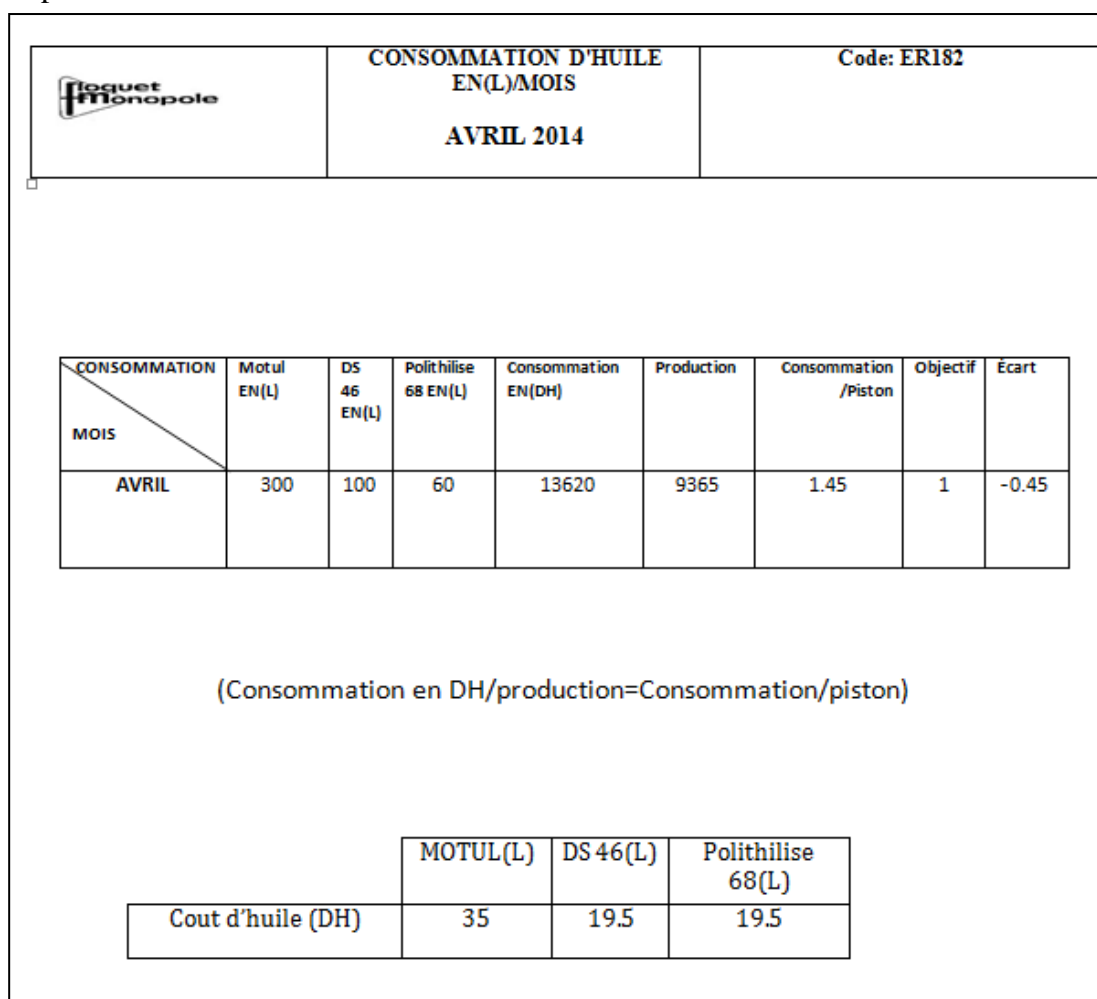 floquet
monopole
CONSOMMATION D'HUILE
EN(L)/MOIS
AVRIL 2014
Code: ER182
CONSOMMATION
MOIS
Motul
EN(L)
DS
46
EN(L)
Polithilise
68 EN(L)
Consommation
EN(DH)
Production
Consommation
/Piston
Objectif
Écart
AVRIL 300 100 60 13620 9365 1.45 1 -0.45
(Consommation en DH/production=Consommation/piston)
MOTUL(L) DS 46(L) Polithilise
68(L)
Cout d'huile (DH) 35 19.5 19.5